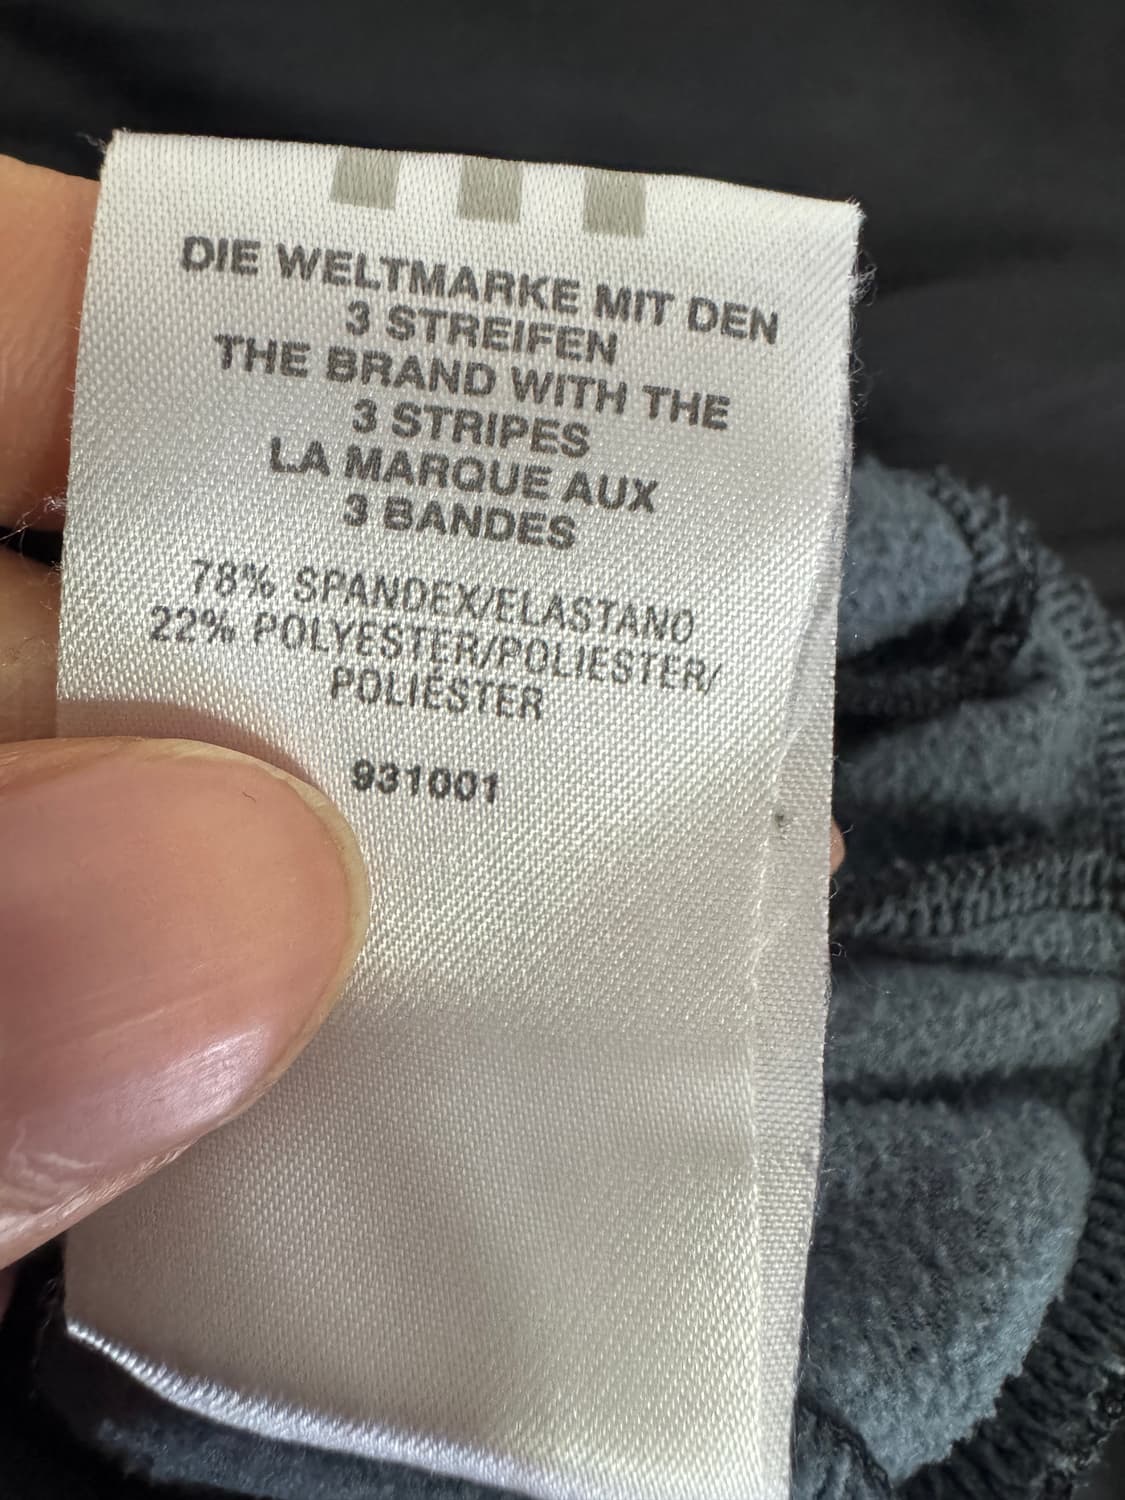 DIE WELTMARKE MIT DEN
3 STREIFEN
THE BRAND WITH THE
3 STRIPES
LA MARQUE AUX
3 BANDES
78% SPANDEX/ELASTANO
22% POLYESTER/POLIESTER/
POLIÉSTER
931001